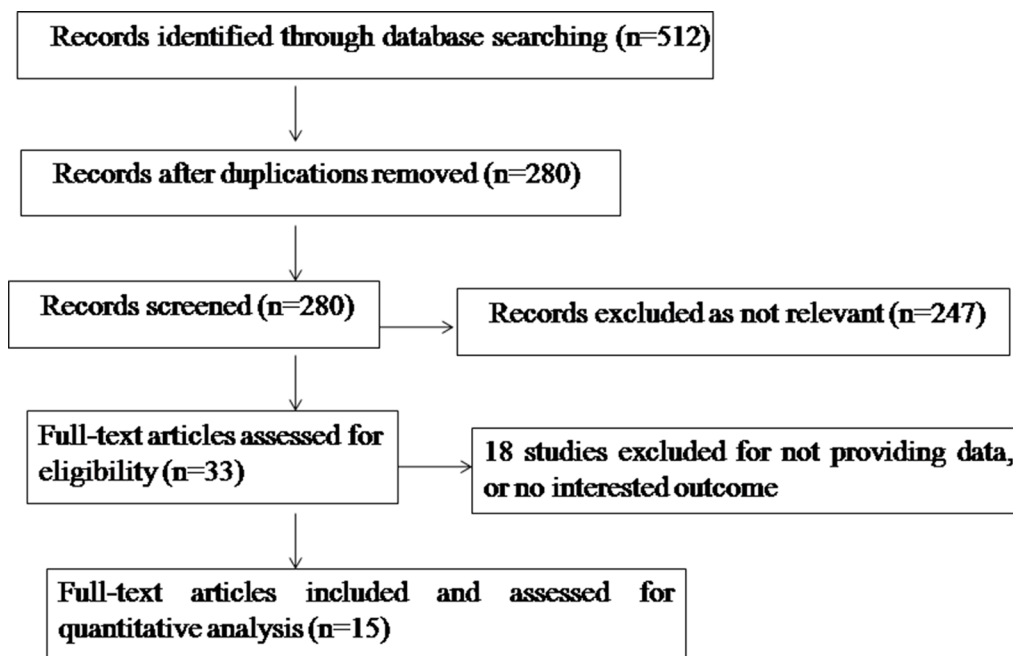 Records identified through database searching (n=512)
Records after duplications removed (n=280)
Records screened (n=280)
Records excluded as not relevant (n=247)
Full-text articles assessed for
eligibility (n=33)
18 studies excluded for not providing data,
or no interested outcome
Full-text articles included and assessed for
quantitative analysis (n=15)